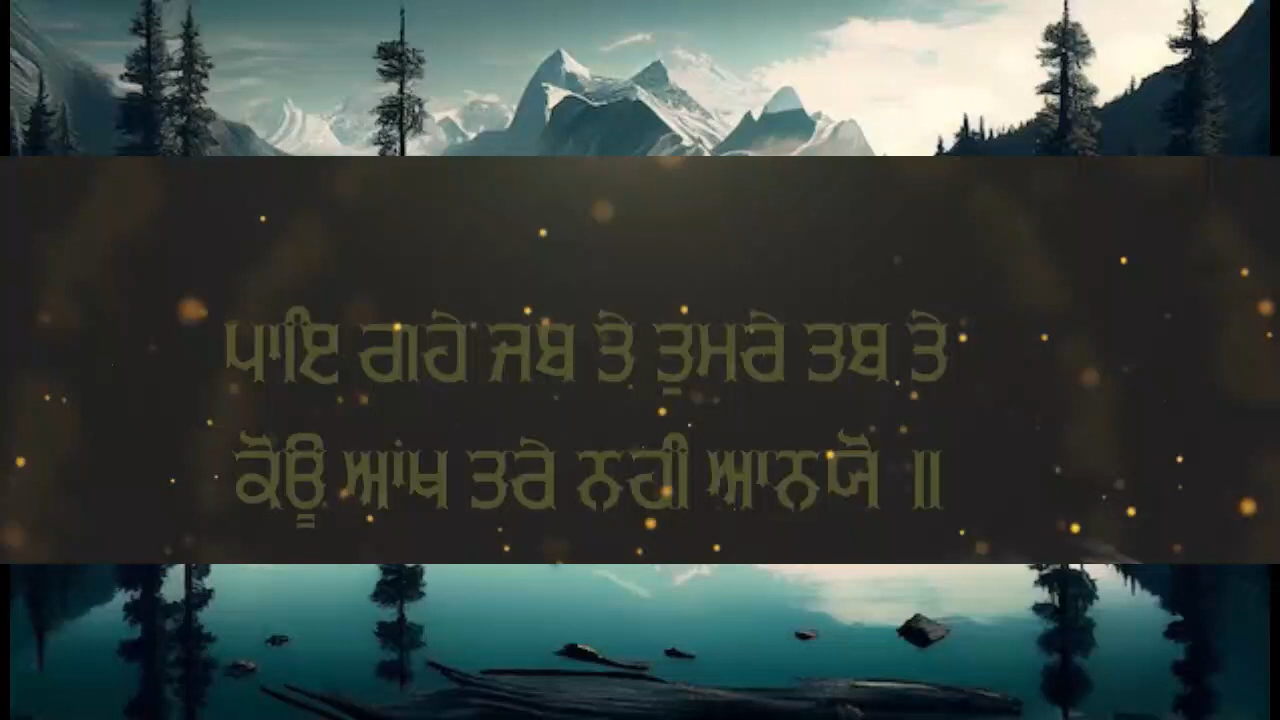 ਪਾਇ ਗਹੇ ਜਬ ਤੇ ਤੁਮਰੇ ਤਬ ਤੇ
ਕੋਊ ਆਂਖ ਤਰੇ ਨਹੀ ਆਨਯੋ ॥